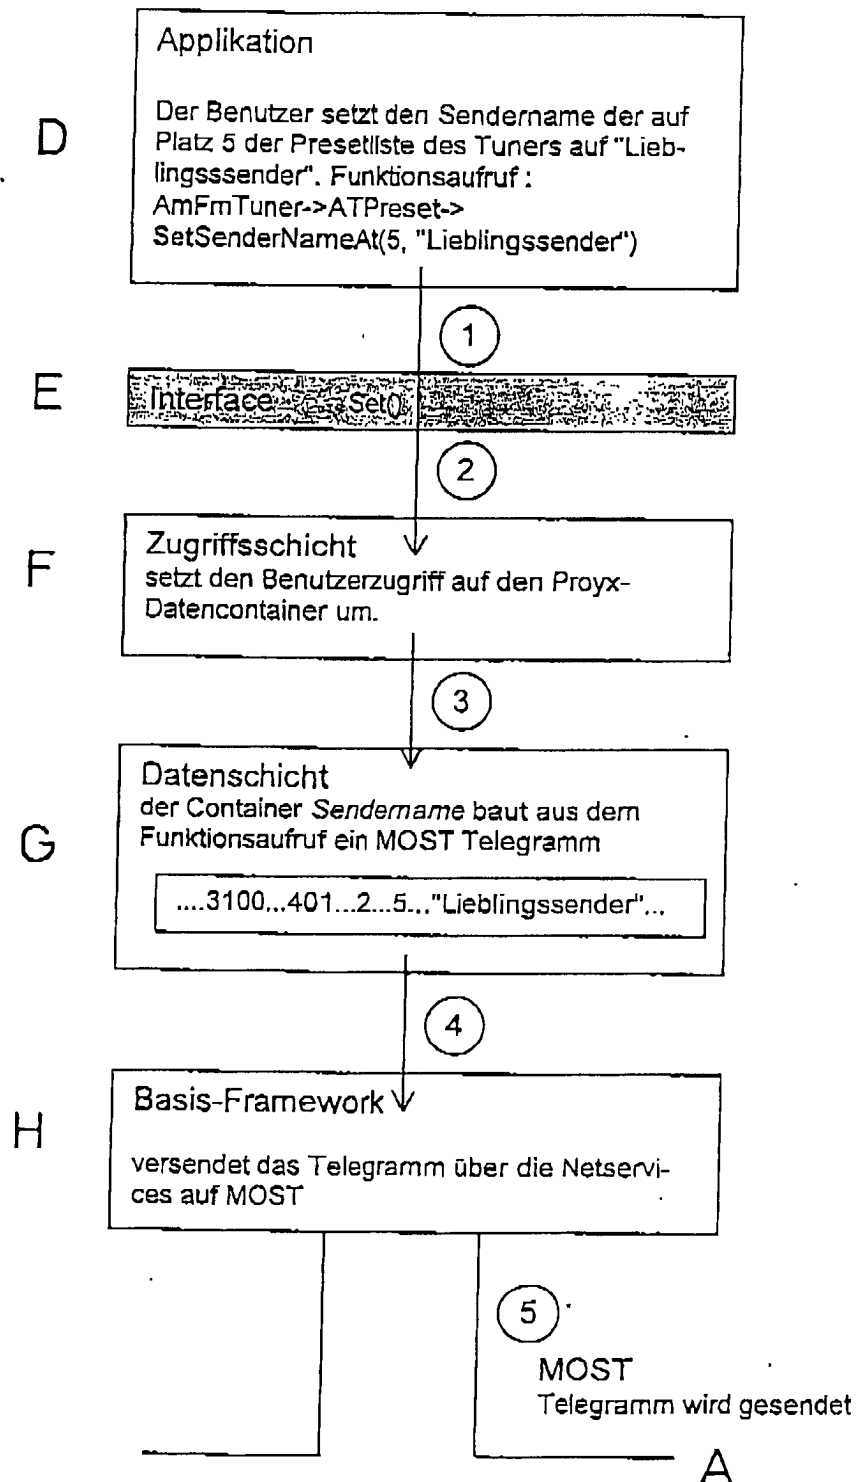 Applikation
D
Der Benutzer setzt den Sendername der auf
Platz 5 der Presetliste des Tuners auf "Lieb-
lingsssender". Funktionsaufruf :
AmFmTuner->ATPreset->
SetSenderNameAt(5, "Lieblingssender")
1
E
Interface Set()
2
F
Zugriffsschicht
setzt den Benutzerzugriff auf den Proyx-
Datencontainer um.
3
G
Datenschicht
der Container Sendername baut aus dem
Funktionsaufruf ein MOST Telegramm
....3100...401...2...5..."Lieblingssender"...
4
H
Basis-Framework
versendet das Telegramm über die Netservi-
ces auf MOST
5
MOST
Telegramm wird gesendet
A